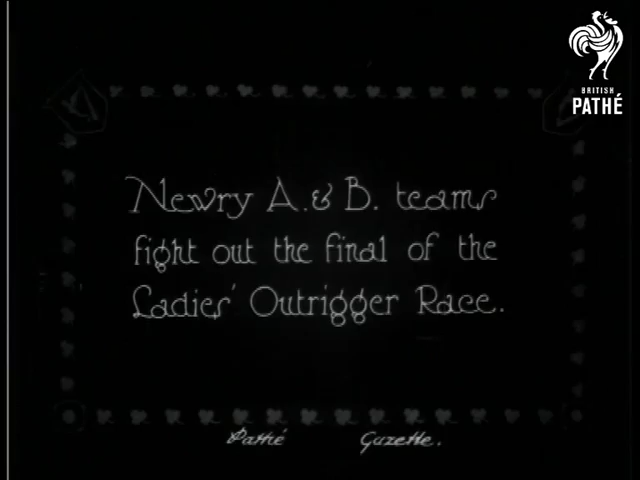 BRITISH
PATHÉ
Newry A. & B. teams
fight out the final of the
Ladies' Outrigger Race.
Pathé Gazette.